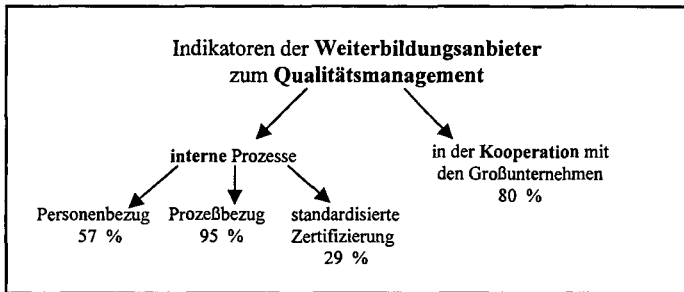 Indikatoren der Weiterbildungsanbieter
zum Qualitätsmanagement
interne Prozesse
in der Kooperation mit
den Großunternehmen
80 %
Personenbezug
57 %
Prozeßbezug
95 %
standardisierte
Zertifizierung
29 %